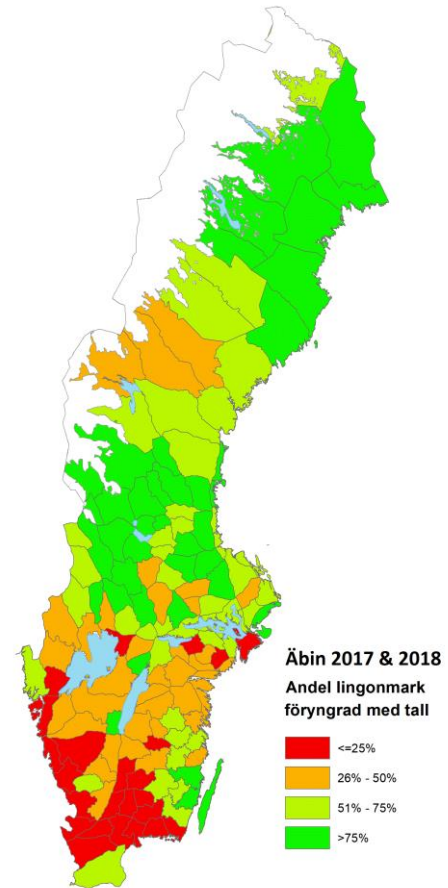 Äbin 2017 & 2018
Andel lingonmark
föryngrad med tall
<=25%
26% - 50%
51% - 75%
>75%